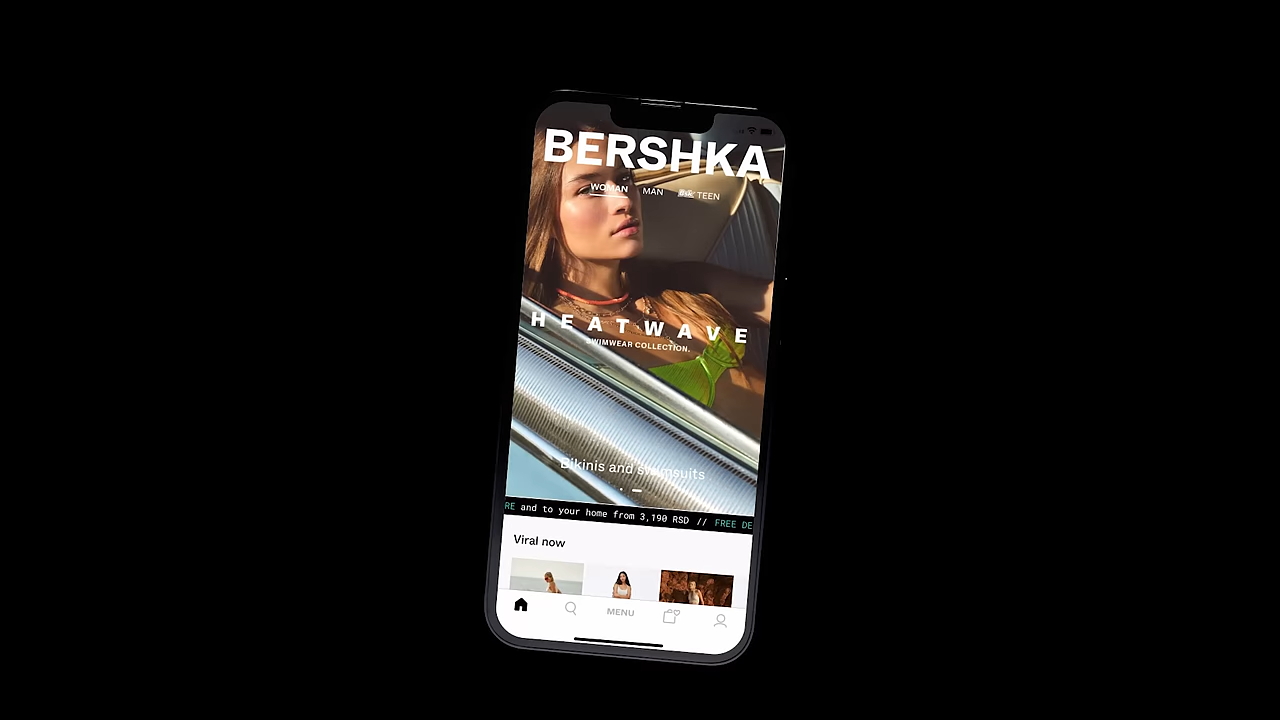 BERSHKA
WOMAN MAN TEEN
HEATWAVE
SWIMWEAR COLLECTION.
Bikinis and swimsuits
RE and to your home from 3,190 RSD // FREE DE
Viral now
MENU